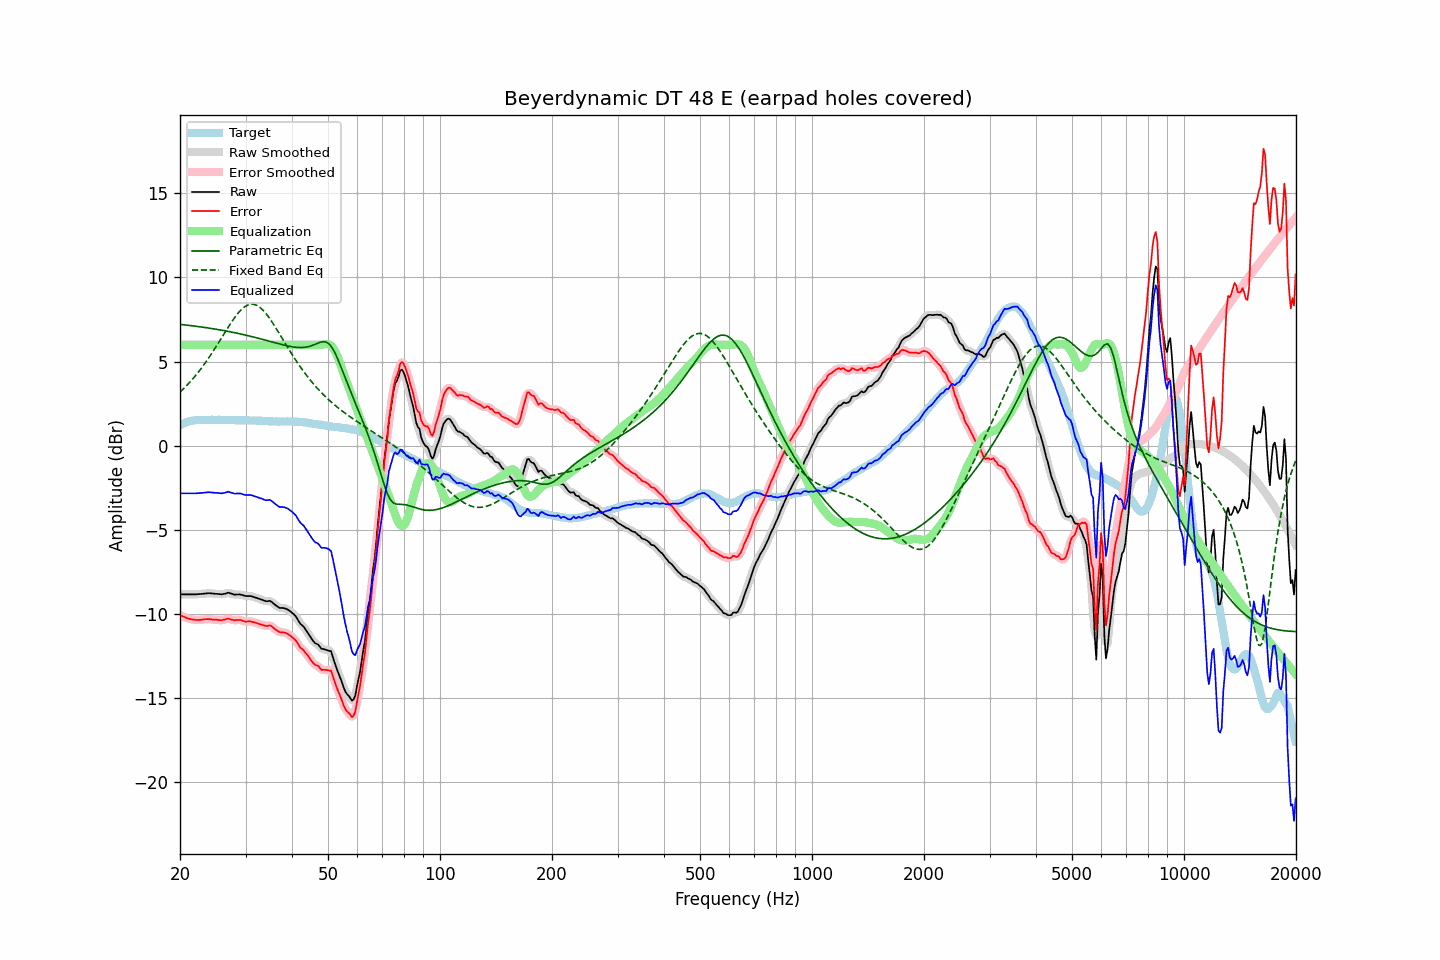 Beyerdynamic DT 48 E (earpad holes covered)
Target
Raw Smoothed
Error Smoothed
Raw
Error
Equalization
Parametric Eq
Fixed Band Eq
Equalized
Amplitude (dBr)
15
10
5
0
−5
−10
−15
−20
20 50 100 200 500 1000 2000 5000 10000 20000
Frequency (Hz)